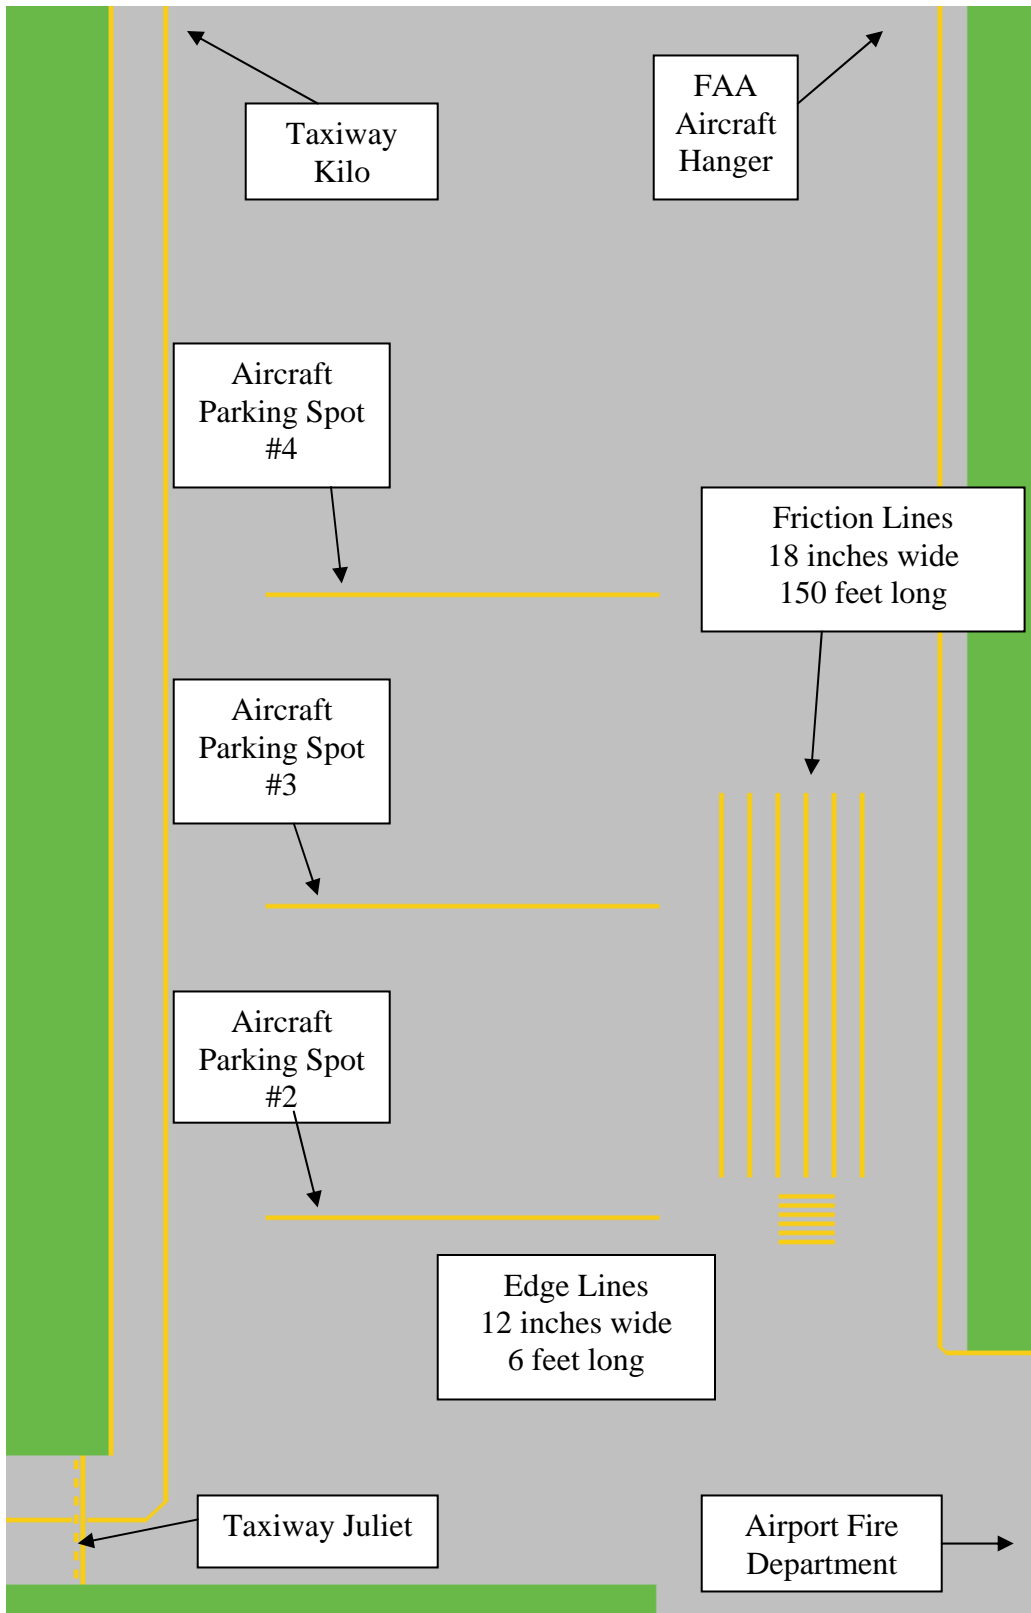 Taxiway
Kilo
FAA
Aircraft
Hanger
Aircraft
Parking Spot
#4
Friction Lines
18 inches wide
150 feet long
Aircraft
Parking Spot
#3
Aircraft
Parking Spot
#2
Edge Lines
12 inches wide
6 feet long
Taxiway Juliet
Airport Fire
Department